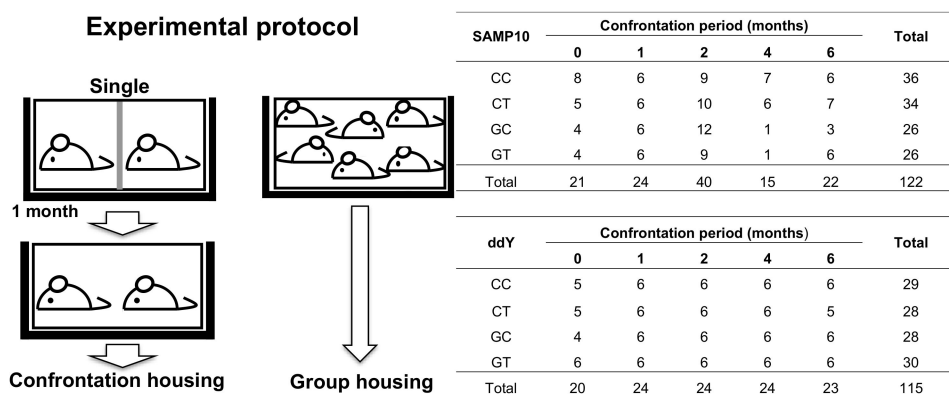 Experimental protocol
Single
1 month
Confrontation housing
Group housing
SAMP10 Confrontation period (months) Total
0 1 2 4 6
CC 8 6 9 7 6 36
CT 5 6 10 6 7 34
GC 4 6 12 1 3 26
GT 4 6 9 1 6 26
Total 21 24 40 15 22 122
ddY Confrontation period (months) Total
0 1 2 4 6
CC 5 6 6 6 6 29
CT 5 6 6 6 5 28
GC 4 6 6 6 6 28
GT 6 6 6 6 6 30
Total 20 24 24 24 23 115